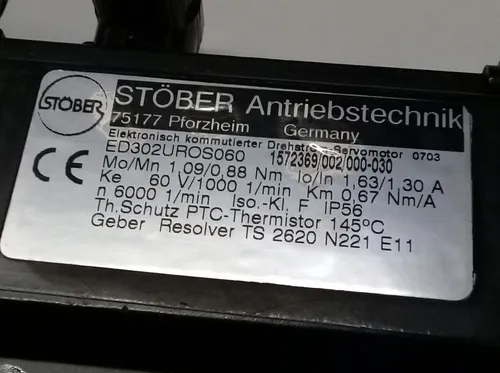 STÖBER
STÖBER Antriebstechnik
75177 Pforzheim Germany
Elektronisch kommutierter Drehstrom-Servomotor 0703
ED302UROS060 1572369/002/000-030
CE
Mo/Mn 1,09/0,88 Nm Io/In 1,63/1,30 A
Ke 60 V/1000 1/min Km 0,67 Nm/A
n 6000 1/min Iso.-Kl. F IP56
Th.Schutz PTC-Thermistor 145°C
Geber Resolver TS 2620 N221 E11